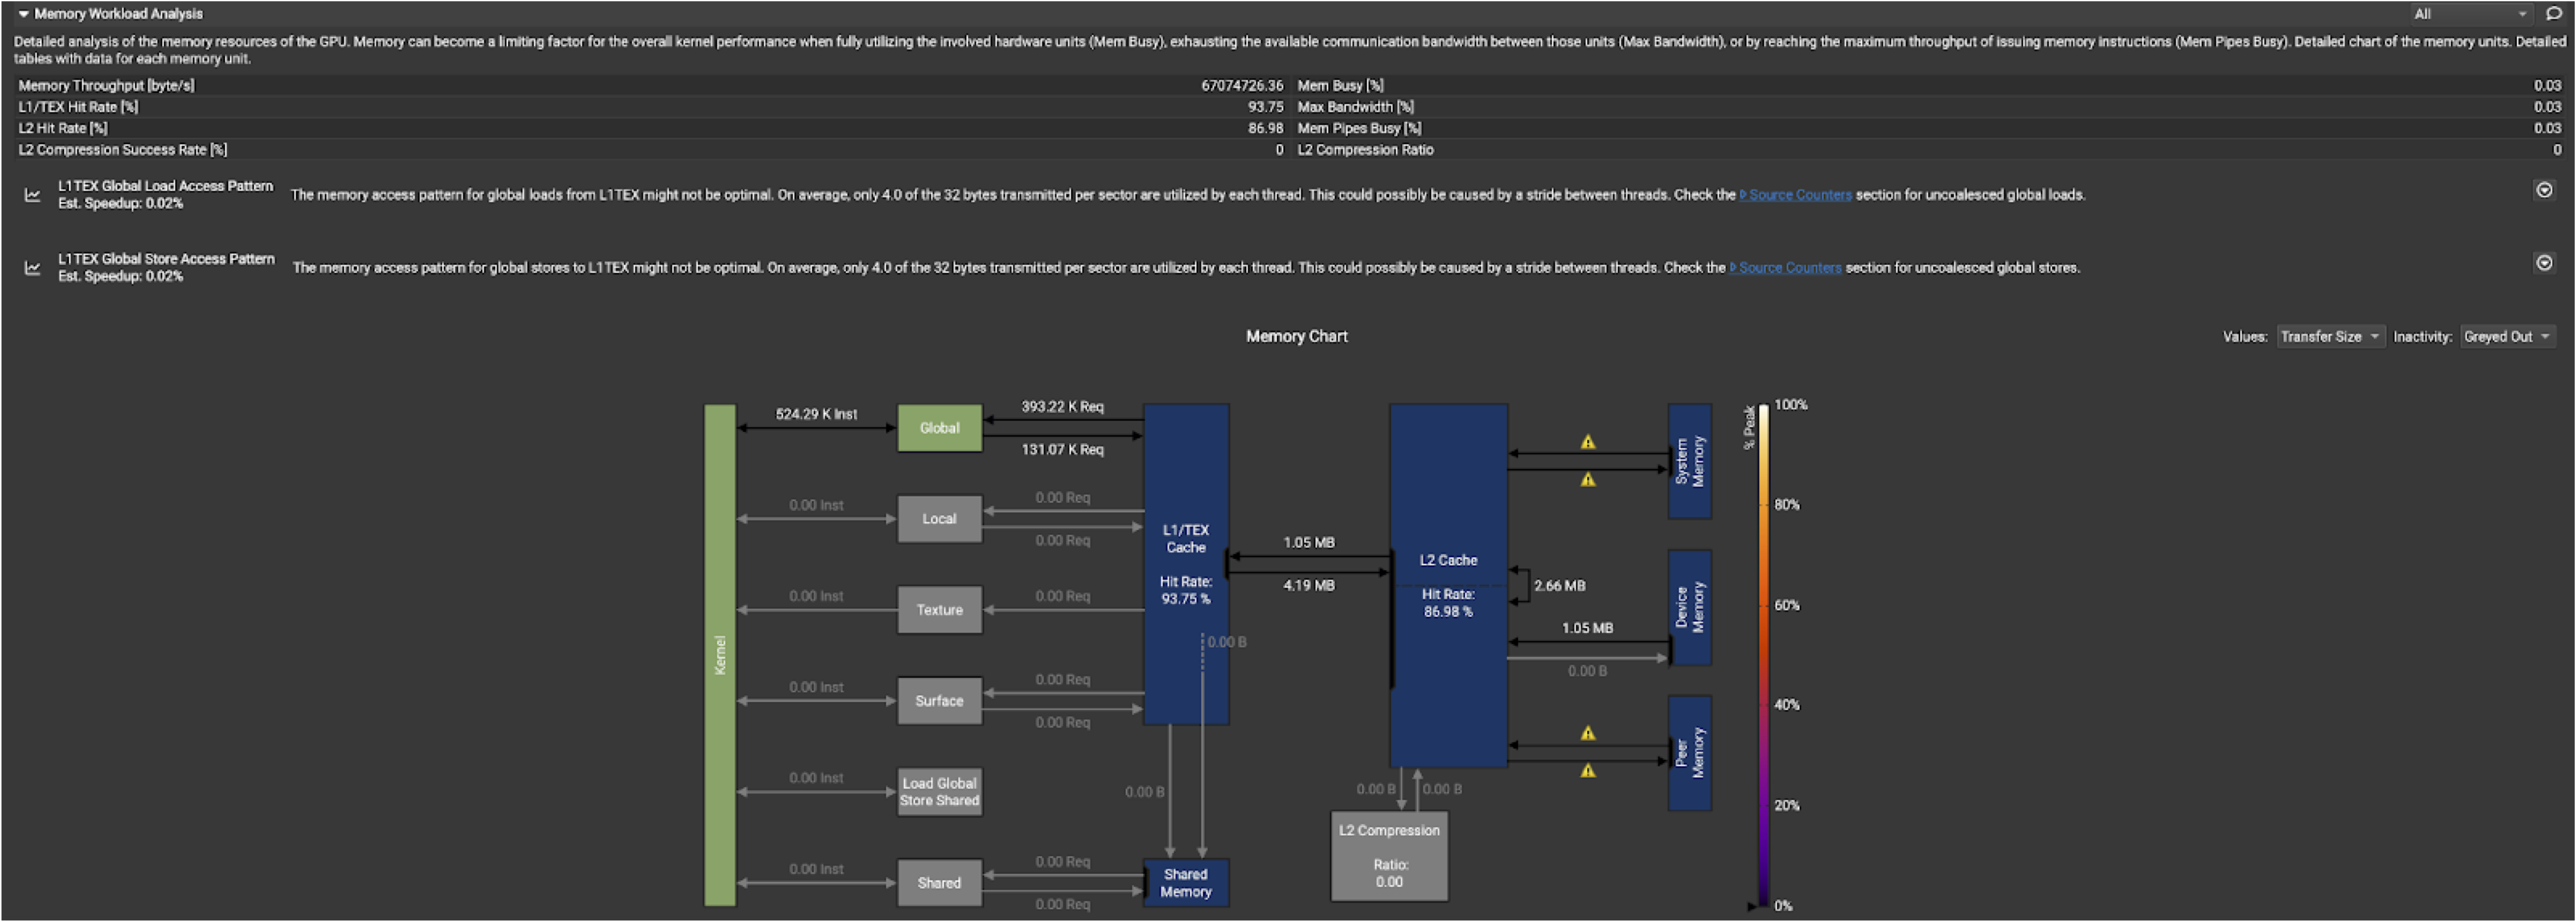 Memory Workload Analysis
All
Detailed analysis of the memory resources of the GPU. Memory can become a limiting factor for the overall kernel performance when fully utilizing the involved hardware units (Mem Busy), exhausting the available communication bandwidth between those units (Max Bandwidth), or by reaching the maximum throughput of issuing memory instructions (Mem Pipes Busy). Detailed chart of the memory units. Detailed
tables with data for each memory unit.
Memory Throughput [byte/s] 67074726.36 Mem Busy [%] 0.03
L1/TEX Hit Rate [%] 93.75 Max Bandwidth [%] 0.03
L2 Hit Rate [%] 86.98 Mem Pipes Busy [%] 0.03
L2 Compression Success Rate [%] 0 L2 Compression Ratio 0
L1TEX Global Load Access Pattern
Est. Speedup: 0.02%
The memory access pattern for global loads from L1TEX might not be optimal. On average, only 4.0 of the 32 bytes transmitted per sector are utilized by each thread. This could possibly be caused by a stride between threads. Check the Source Counters section for uncoalesced global loads.
L1TEX Global Store Access Pattern
Est. Speedup: 0.02%
The memory access pattern for global stores to L1TEX might not be optimal. On average, only 4.0 of the 32 bytes transmitted per sector are utilized by each thread. This could possibly be caused by a stride between threads. Check the Source Counters section for uncoalesced global stores.
Memory Chart
Values: Transfer Size Inactivity: Greyed Out
Kernel
524.29 K Inst
Global
393.22 K Req
131.07 K Req
0.00 Inst
Local
0.00 Req
0.00 Req
0.00 Inst
Texture
0.00 Req
0.00 Inst
Surface
0.00 Req
0.00 Req
0.00 Inst
Load Global
Store Shared
0.00 Inst
Shared
0.00 Req
0.00 Req
L1/TEX
Cache
Hit Rate:
93.75 %
0.00 B
0.00 B
Shared
Memory
1.05 MB
4.19 MB
L2 Cache
Hit Rate:
86.98 %
2.66 MB
1.05 MB
0.00 B
0.00 B
0.00 B
L2 Compression
Ratio:
0.00
System
Memory
Device
Memory
Peer
Memory
% Peak
100%
80%
60%
40%
20%
0%